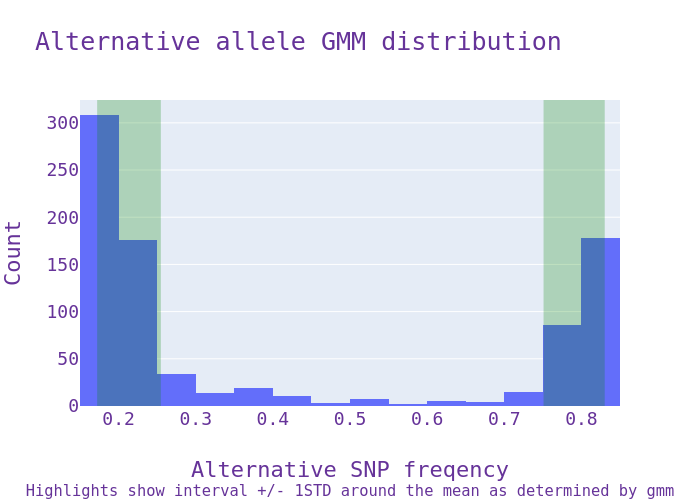 Alternative allele GMM distribution
300
250
200
150
100
50
0
Count
0.2 0.3 0.4 0.5 0.6 0.7 0.8
Alternative SNP freqency
Highlights show interval +/- 1STD around the mean as determined by gmm